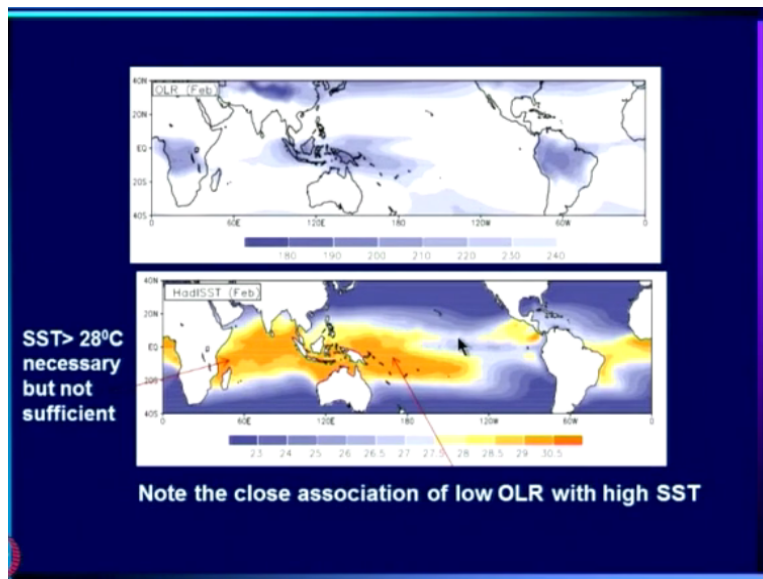 OLR (Feb)
40N
20N
EQ
20S
40S
0 60E 120E 180 120W 60W 0
180 190 200 210 220 230 240
HadISST (Feb)
40N
20N
EQ
20S
40S
60E 120E 180 120W 60W 0
23 24 25 26 26.5 27 27.5 28 28.5 29 30.5
SST> 28⁰C
necessary
but not
sufficient
Note the close association of low OLR with high SST